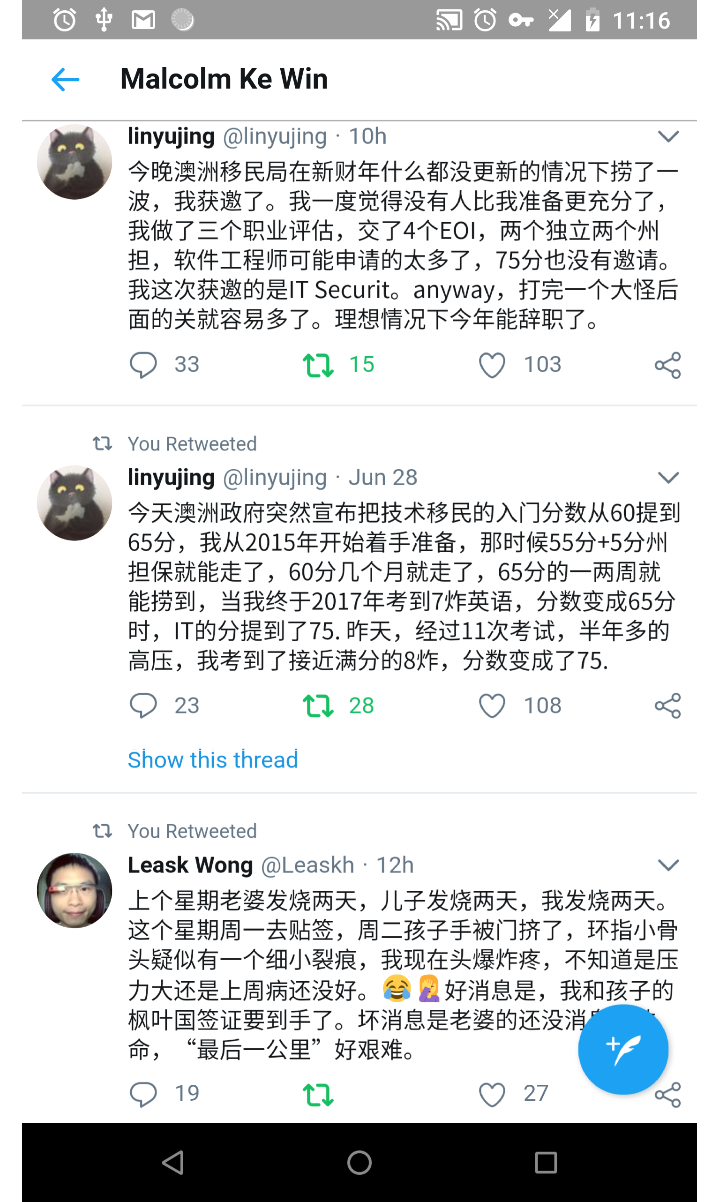 11:16
Malcolm Ke Win
linyujing @linyujing · 10h
今晚澳洲移民局在新财年什么都没更新的情况下捞了一
波，我获邀了。我一度觉得没有人比我准备更充分了，
我做了三个职业评估，交了4个EOI，两个独立两个州
担，软件工程师可能申请的太多了，75分也没有邀请。
我这次获邀的是IT Securit。anyway，打完一个大怪后
面的关就容易多了。理想情况下今年能辞职了。
33 15 103
You Retweeted
linyujing @linyujing · Jun 28
今天澳洲政府突然宣布把技术移民的入门分数从60提到
65分，我从2015年开始着手准备，那时候55分+5分州
担保就能走了，60分几个月就走了，65分的一两周就
能捞到，当我终于2017年考到7炸英语，分数变成65分
时，IT的分提到了75. 昨天，经过11次考试，半年多的
高压，我考到了接近满分的8炸，分数变成了75.
23 28 108
Show this thread
You Retweeted
Leask Wong @Leaskh · 12h
上个星期老婆发烧两天，儿子发烧两天，我发烧两天。
这个星期周一去贴签，周二孩子手被门挤了，环指小骨
头疑似有一个细小裂痕，我现在头爆炸疼，不知道是压
力大还是上周病还没好。😂🤦好消息是，我和孩子的
枫叶国签证要到手了。坏消息是老婆的还没消
命，“最后一公里”好艰难。
19 27